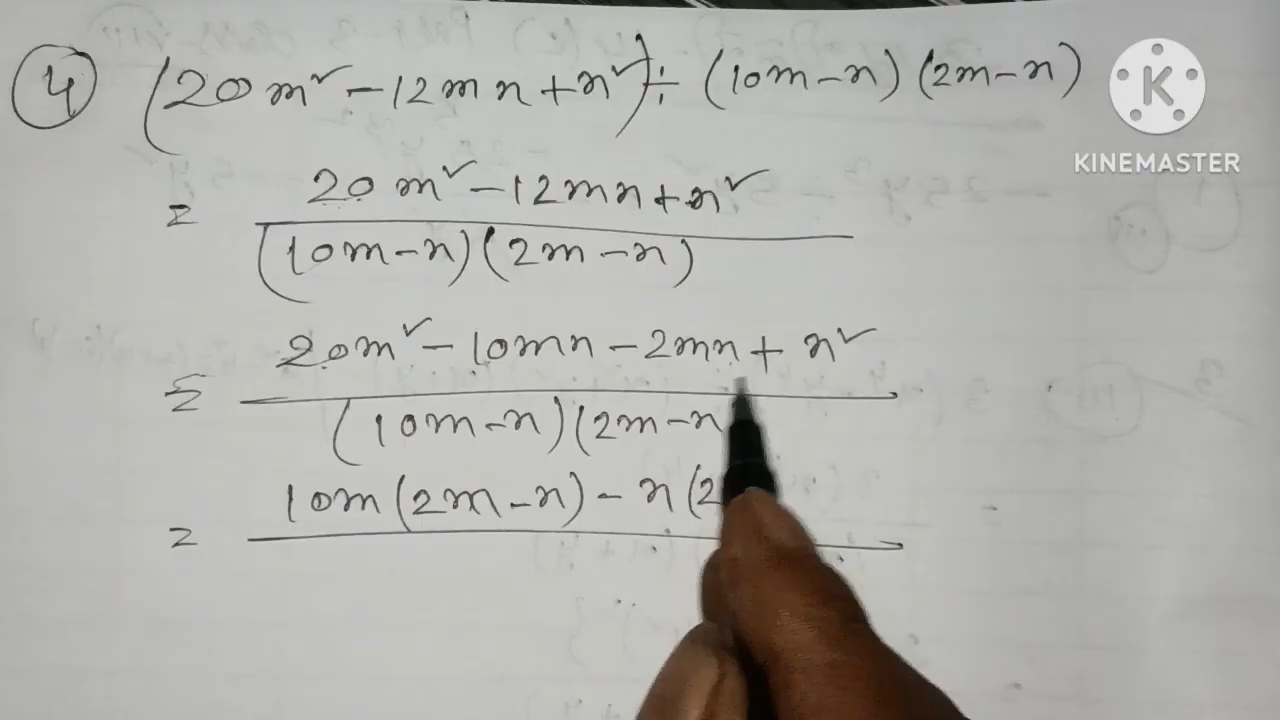 ④ (20m² - 12mn + n²) ÷ (10m - n) (2m - n)
KINEMASTER
= 20m² - 12mn + n²
(10m - n) (2m - n)
= 20m² - 10mn - 2mn + n²
(10m - n) (2m - n
= 10m (2m - n) - n (2